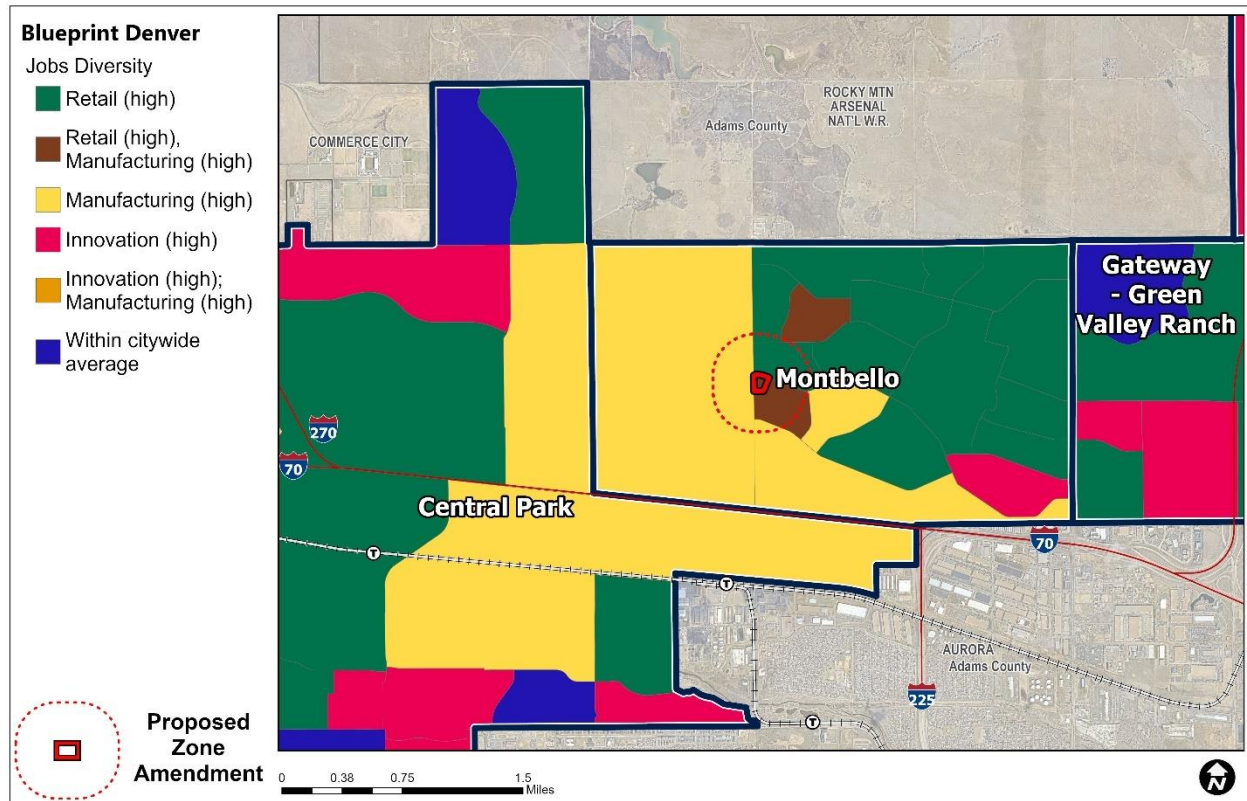 Blueprint Denver
Jobs Diversity
Retail (high)
Retail (high),
Manufacturing (high)
Manufacturing (high)
Innovation (high)
Innovation (high);
Manufacturing (high)
Within citywide
average
COMMERCE CITY
Adams County
ROCKY MTN
ARSENAL
NAT'L W.R.
Gateway
- Green
Valley Ranch
Montbello
270
70
Central Park
T
T
70
AURORA
Adams County
225
T
Proposed
Zone
Amendment
0 0.38 0.75 1.5
Miles
N